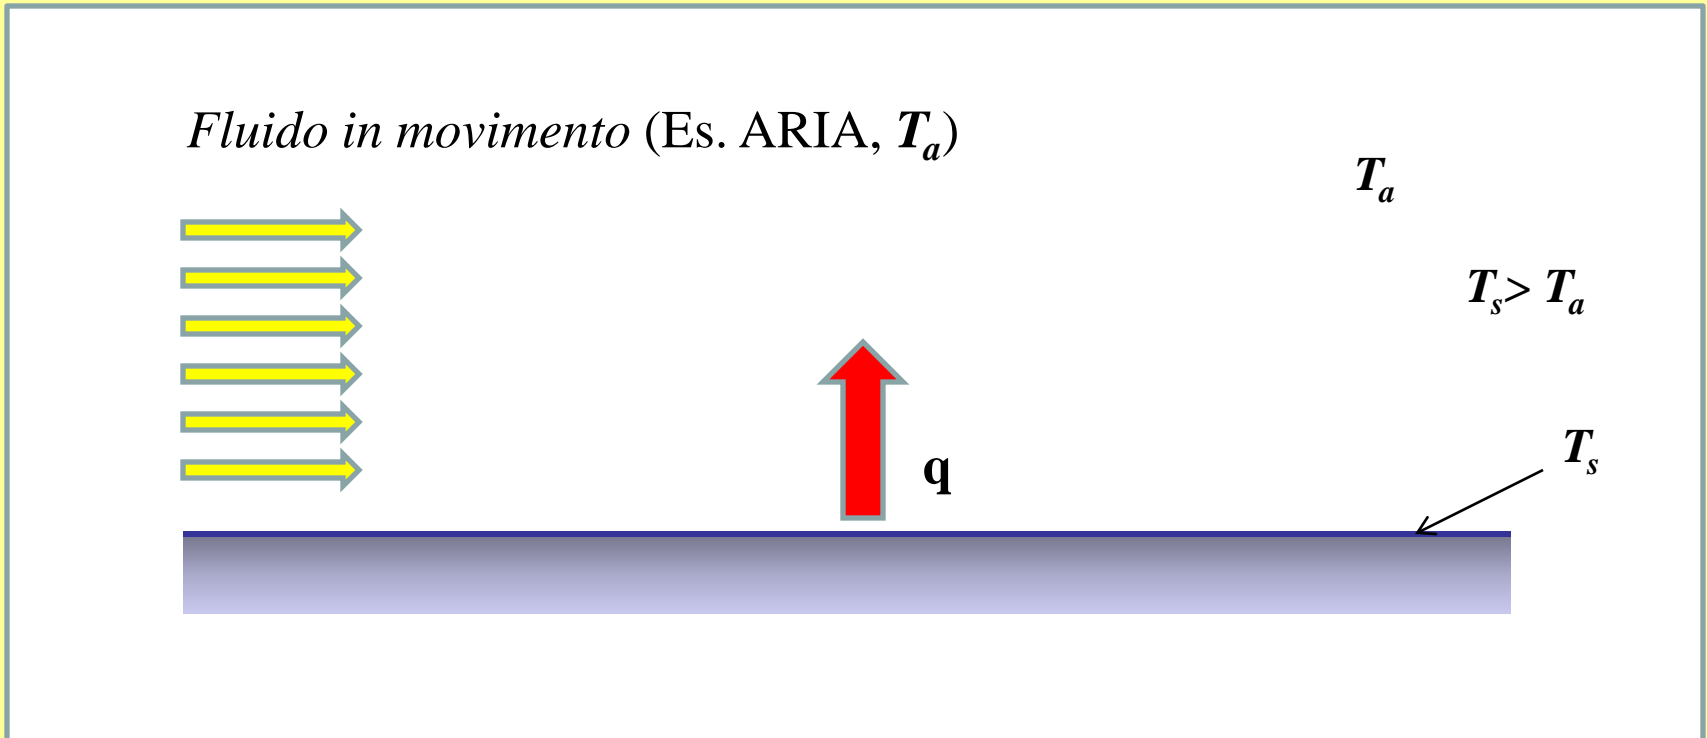 Fluido in movimento (Es. ARIA, Ta)
Ta
Ts> Ta
Ts
q